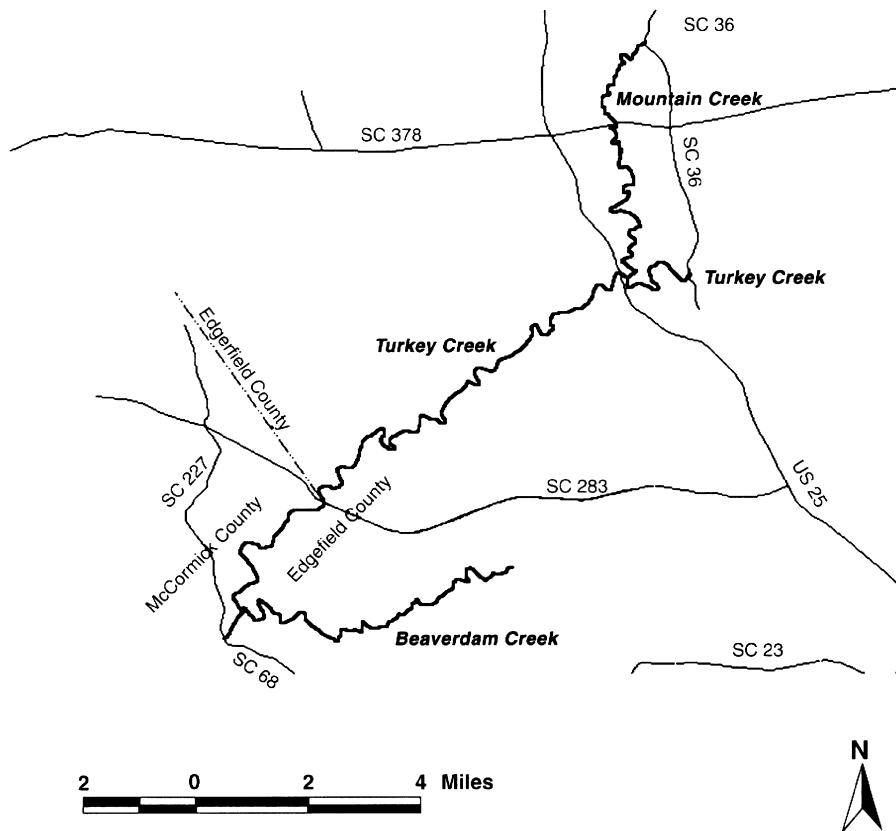 SC 36
Mountain Creek
SC 378
SC 36
Turkey Creek
Turkey Creek
Edgerfield County
SC 227
US 25
SC 283
McCormick County
Edgefield County
Beaverdam Creek
SC 68
SC 23
N
2 0 2 4 Miles